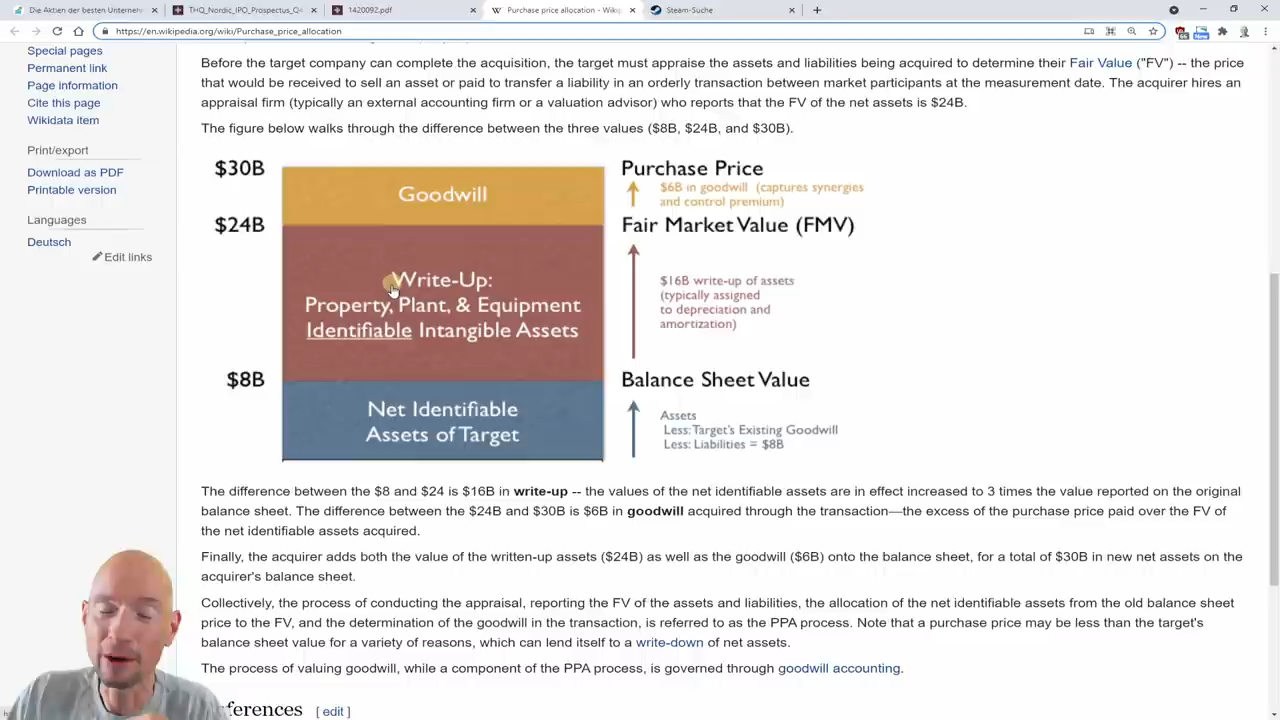 Die Aktien der besten Unternehm
THQ_Nordic_IPO_Prospectus_Q4
1420092.pdf
Purchase price allocation - Wiki
Steam-Suche
https://en.wikipedia.org/wiki/Purchase_price_allocation
Special pages
Permanent link
Page information
Cite this page
Wikidata item
Print/export
Download as PDF
Printable version
Languages
Deutsch
Edit links
Before the target company can complete the acquisition, the target must appraise the assets and liabilities being acquired to determine their Fair Value ("FV") -- the price
that would be received to sell an asset or paid to transfer a liability in an orderly transaction between market participants at the measurement date. The acquirer hires an
appraisal firm (typically an external accounting firm or a valuation advisor) who reports that the FV of the net assets is $24B.
The figure below walks through the difference between the three values ($8B, $24B, and $30B).
$30B
Goodwill
Purchase Price
$6B in goodwill (captures synergies
and control premium)
$24B
Fair Market Value (FMV)
Write-Up:
Property, Plant, & Equipment
Identifiable Intangible Assets
$16B write-up of assets
(typically assigned
to depreciation and
amortization)
$8B
Balance Sheet Value
Net Identifiable
Assets of Target
Assets
Less: Target's Existing Goodwill
Less: Liabilities = $8B
The difference between the $8 and $24 is $16B in write-up -- the values of the net identifiable assets are in effect increased to 3 times the value reported on the original
balance sheet. The difference between the $24B and $30B is $6B in goodwill acquired through the transaction—the excess of the purchase price paid over the FV of
the net identifiable assets acquired.
Finally, the acquirer adds both the value of the written-up assets ($24B) as well as the goodwill ($6B) onto the balance sheet, for a total of $30B in new net assets on the
acquirer's balance sheet.
Collectively, the process of conducting the appraisal, reporting the FV of the assets and liabilities, the allocation of the net identifiable assets from the old balance sheet
price to the FV, and the determination of the goodwill in the transaction, is referred to as the PPA process. Note that a purchase price may be less than the target's
balance sheet value for a variety of reasons, which can lend itself to a write-down of net assets.
The process of valuing goodwill, while a component of the PPA process, is governed through goodwill accounting.
ferences [ edit ]